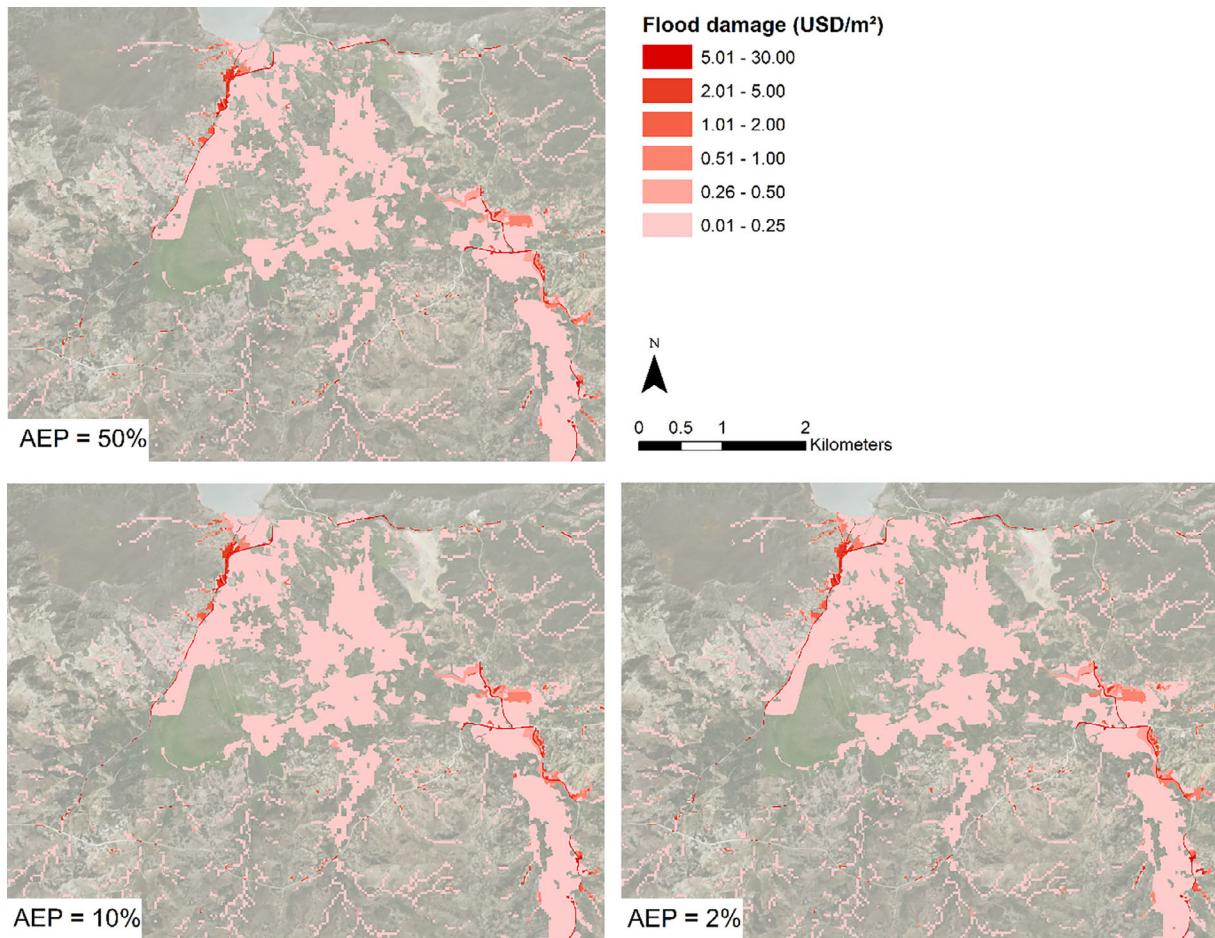 Flood damage (USD/m²)
5.01 - 30.00
2.01 - 5.00
1.01 - 2.00
0.51 - 1.00
0.26 - 0.50
0.01 - 0.25
N
0 0.5 1 2
Kilometers
AEP = 50%
AEP = 10%
AEP = 2%